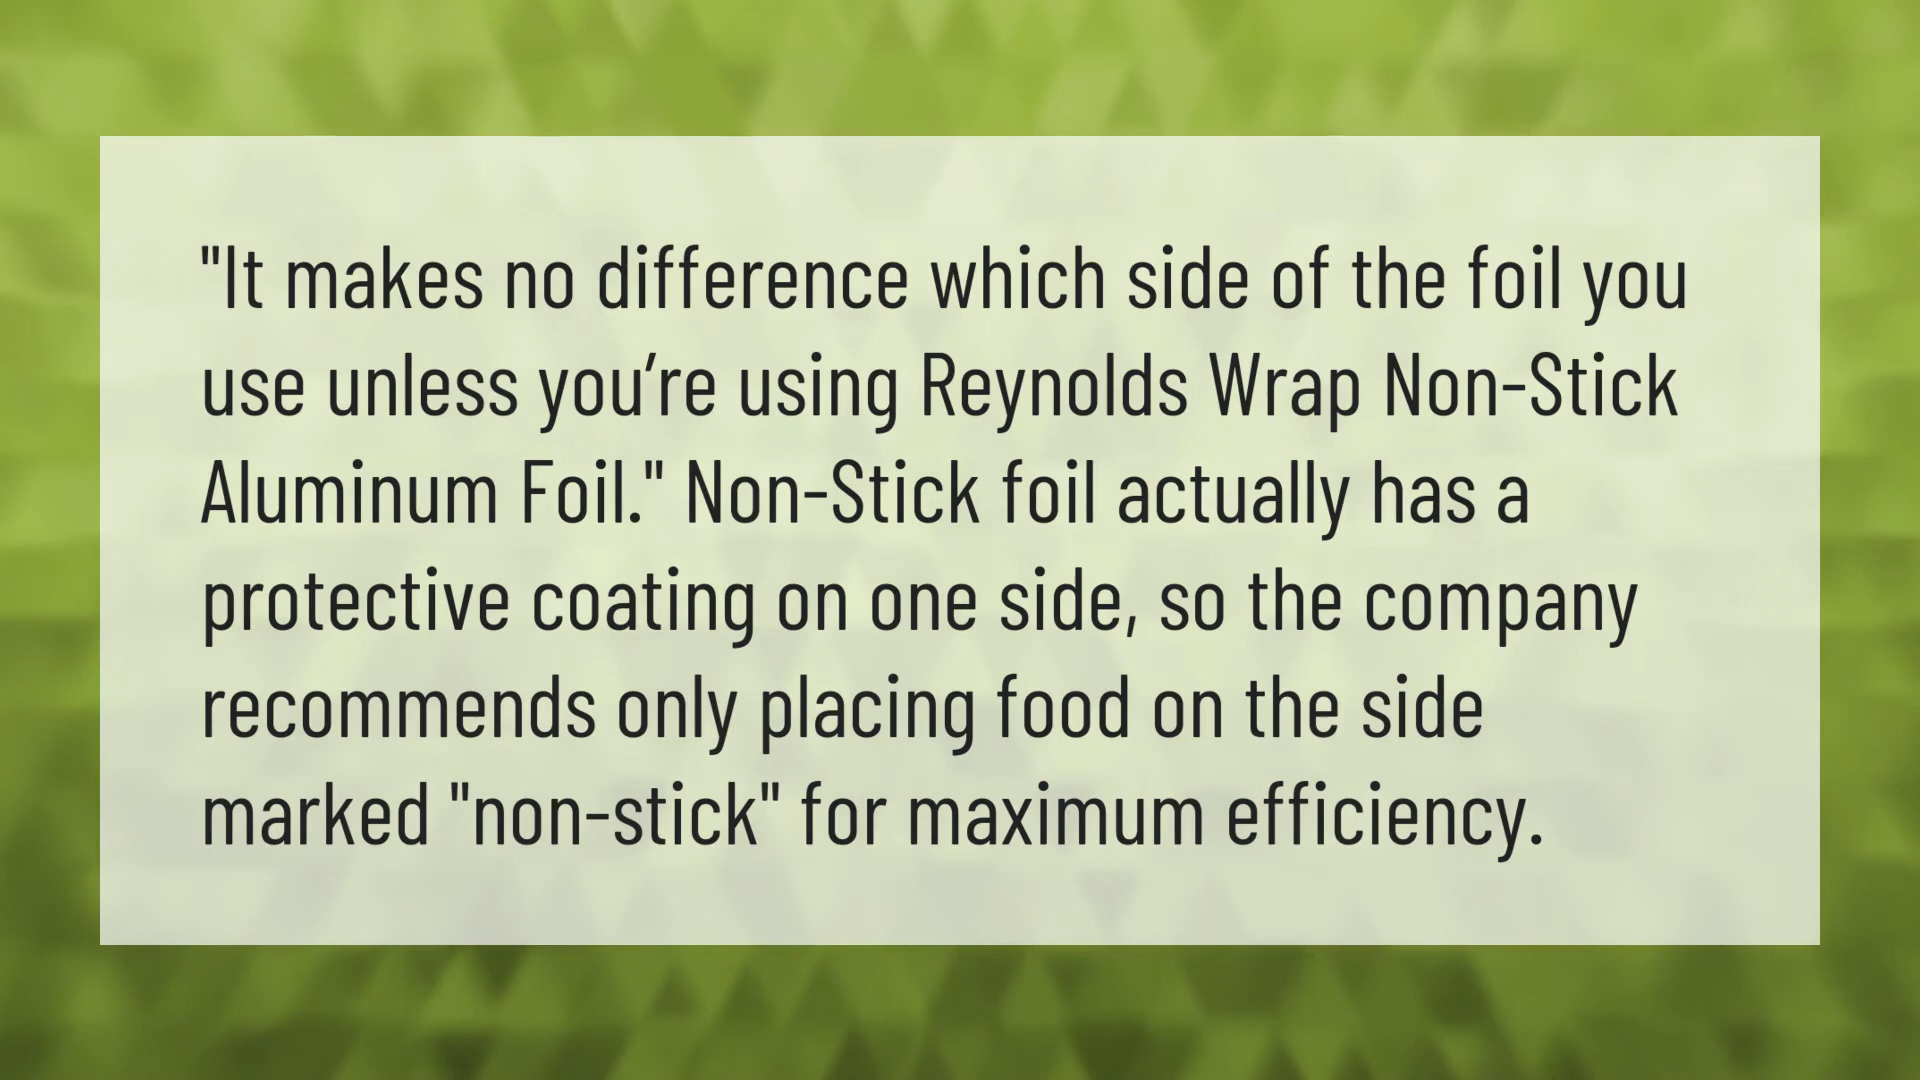 "It makes no difference which side of the foil you
use unless you’re using Reynolds Wrap Non-Stick
Aluminum Foil." Non-Stick foil actually has a
protective coating on one side, so the company
recommends only placing food on the side
marked "non-stick" for maximum efficiency.